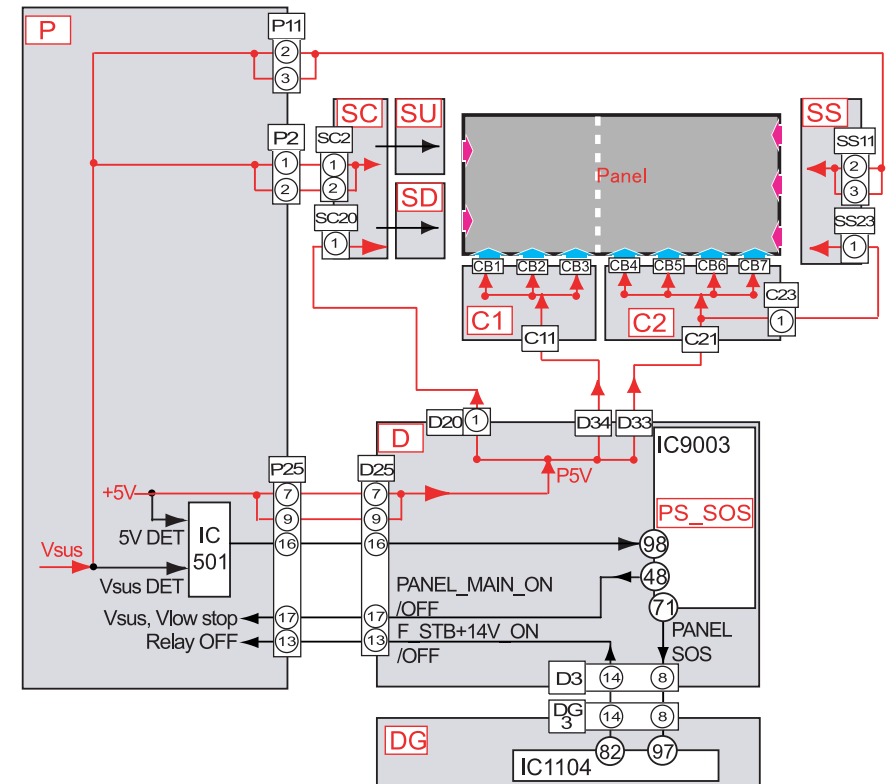 P
P11
2
3
SC
SU
SS
P2
SC2
SS11
1
1
2
2
2
3
Panel
SD
SC20
SS23
1
1
CB1
CB2
CB3
CB4
CB5
CB6
CB7
C23
C1
C2
1
C11
C21
D20
1
D34
D33
D
IC9003
P25
D25
P5V
+5V
7
7
PS_SOS
9
9
5V DET
IC
501
16
16
98
Vsus
48
Vsus DET
PANEL_MAIN_ON
/OFF
71
Vsus, Vlow stop
17
17
F_STB+14V_ON
/OFF
PANEL
SOS
Relay OFF
13
13
D3
14
8
DG
3
14
8
DG
82
97
IC1104